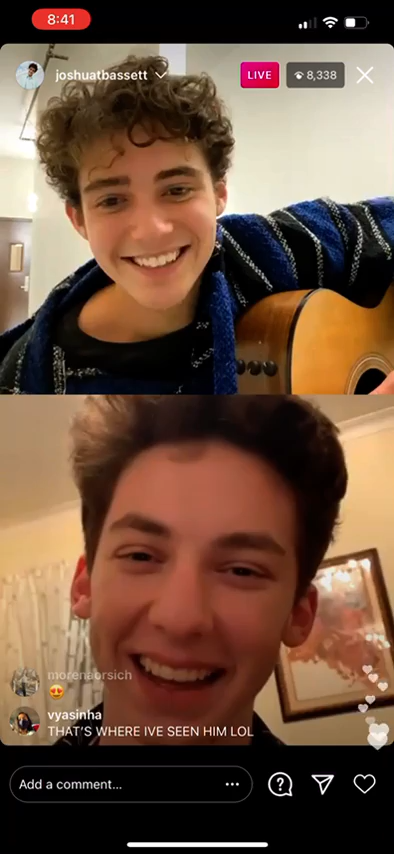 8:41
joshuatbassett
LIVE
8,338
morenaorsich
😍
vyasinha
THAT'S WHERE IVE SEEN HIM LOL
Add a comment...